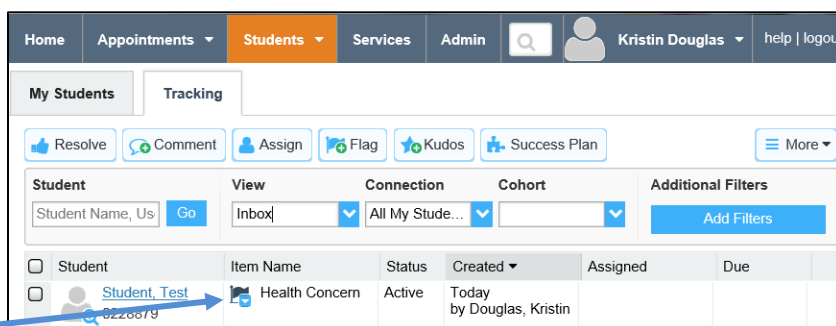 Home Appointments Students Services Admin Kristin Douglas help | logou
My Students Tracking
Resolve Comment Assign Flag Kudos Success Plan More
Student View Connection Cohort Additional Filters
Student Name, Us Go Inbox All My Stude... Add Filters
Student Item Name Status Created Assigned Due
Student, Test Health Concern Active Today
0228879 by Douglas, Kristin